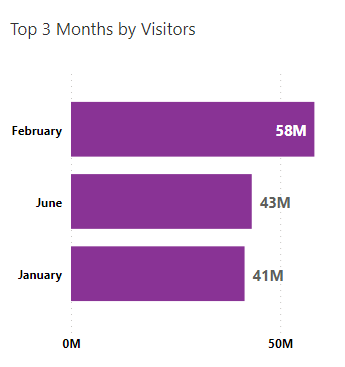 Top 3 Months by Visitors
February 58M
June 43M
January 41M
0M 50M